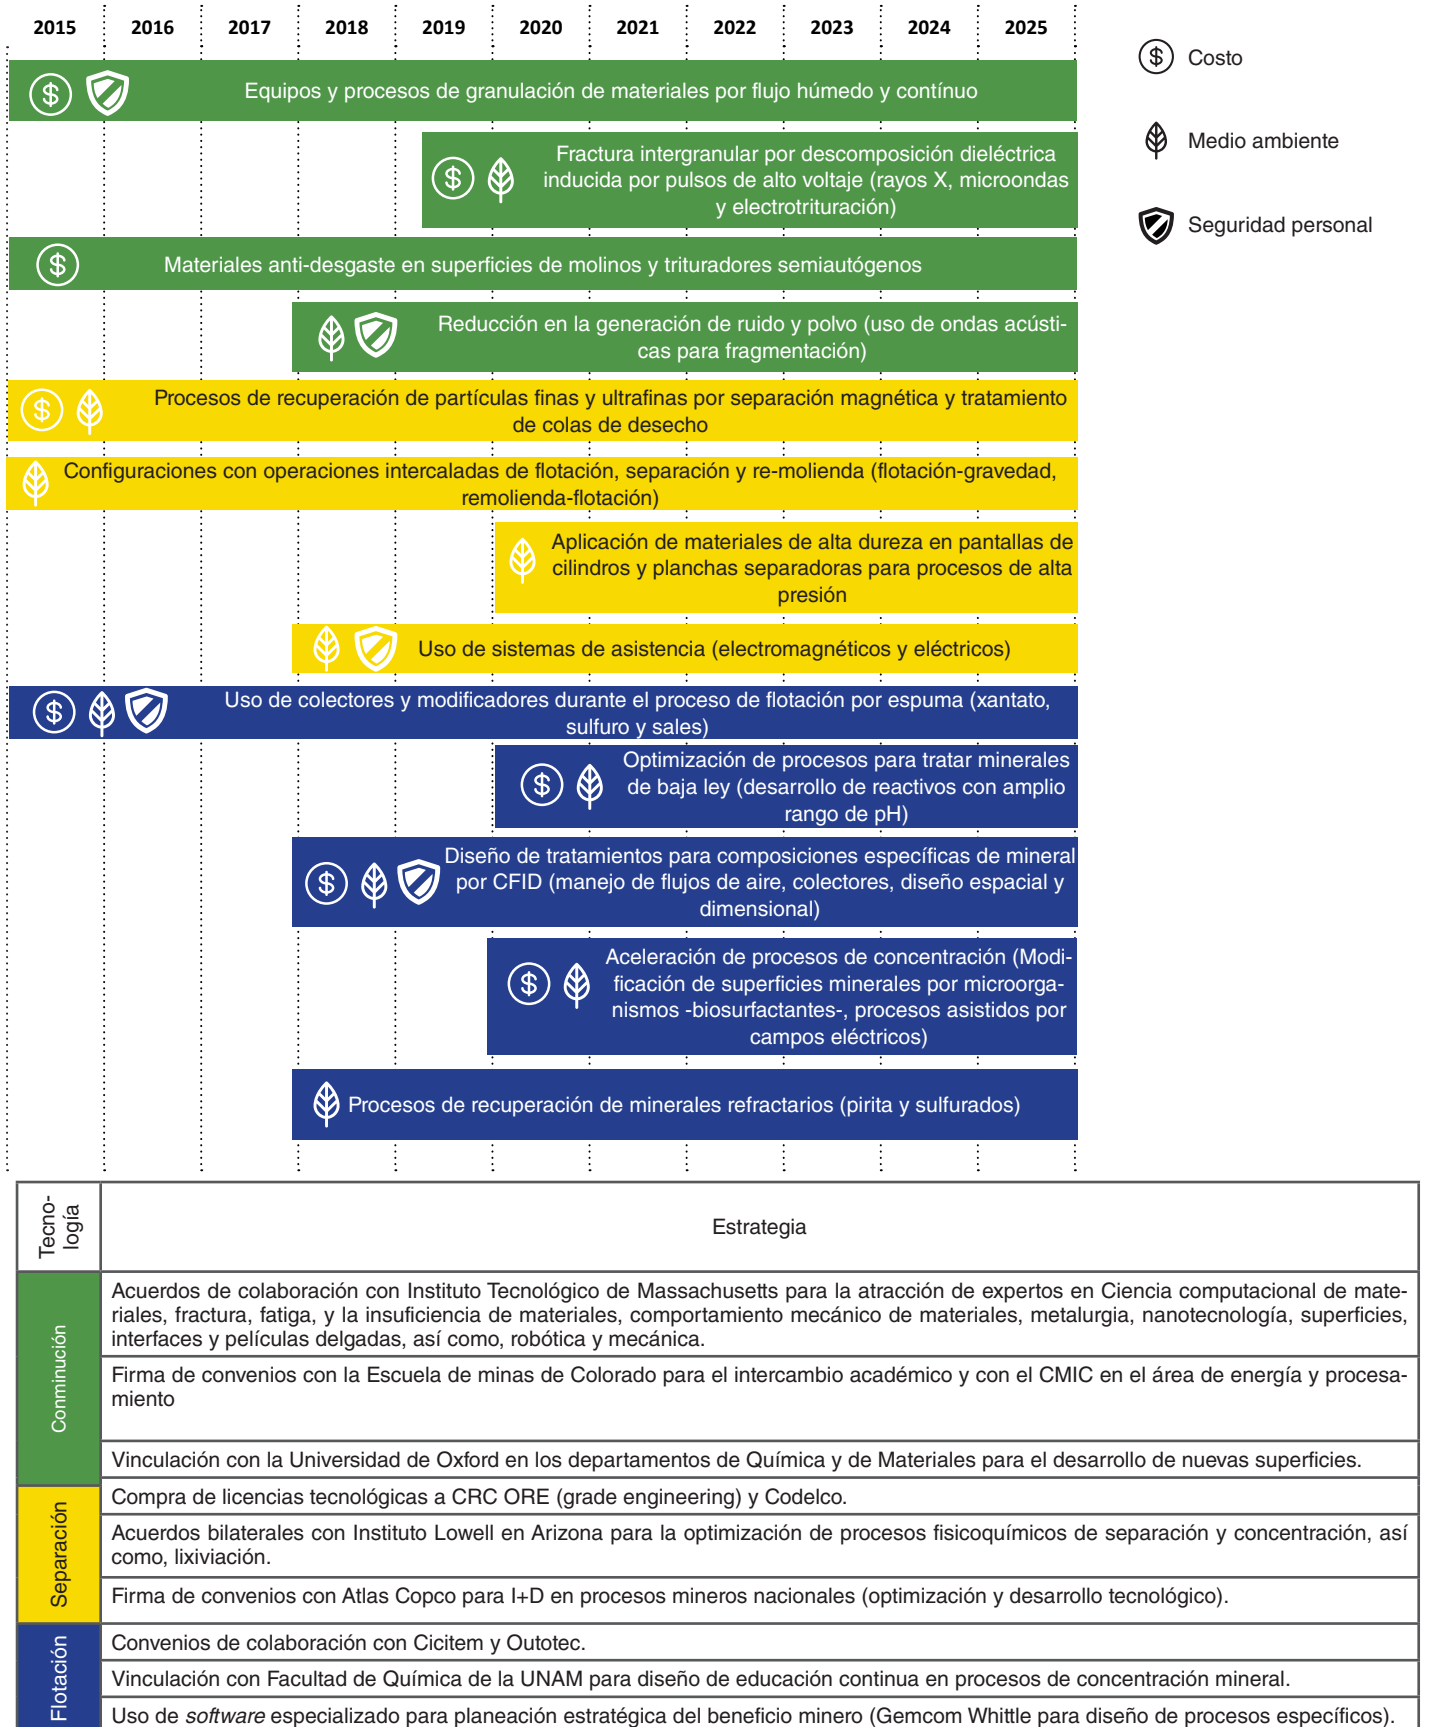 2015 2016 2017 2018 2019 2020 2021 2022 2023 2024 2025
$ Costo
Medio ambiente
Seguridad personal
$ Equipos y procesos de granulación de materiales por flujo húmedo y contínuo
$ Fractura intergranular por descomposición dieléctrica
inducida por pulsos de alto voltaje (rayos X, microondas
y electrotrituración)
$ Materiales anti-desgaste en superficies de molinos y trituradores semiautógenos
Reducción en la generación de ruido y polvo (uso de ondas acústi-
cas para fragmentación)
$ Procesos de recuperación de partículas finas y ultrafinas por separación magnética y tratamiento
de colas de desecho
Configuraciones con operaciones intercaladas de flotación, separación y re-molienda (flotación-gravedad,
remolienda-flotación)
Aplicación de materiales de alta dureza en pantallas de
cilindros y planchas separadoras para procesos de alta
presión
Uso de sistemas de asistencia (electromagnéticos y eléctricos)
$ Uso de colectores y modificadores durante el proceso de flotación por espuma (xantato,
sulfuro y sales)
$ Optimización de procesos para tratar minerales
de baja ley (desarrollo de reactivos con amplio
rango de pH)
$ Diseño de tratamientos para composiciones específicas de mineral
por CFID (manejo de flujos de aire, colectores, diseño espacial y
dimensional)
$ Aceleración de procesos de concentración (Modi-
ficación de superficies minerales por microorga-
nismos -biosurfactantes-, procesos asistidos por
campos eléctricos)
Procesos de recuperación de minerales refractarios (pirita y sulfurados)
Tecno-
logía
Estrategia
Conminución
Acuerdos de colaboración con Instituto Tecnológico de Massachusetts para la atracción de expertos en Ciencia computacional de mate-
riales, fractura, fatiga, y la insuficiencia de materiales, comportamiento mecánico de materiales, metalurgia, nanotecnología, superficies,
interfaces y películas delgadas, así como, robótica y mecánica.
Firma de convenios con la Escuela de minas de Colorado para el intercambio académico y con el CMIC en el área de energía y procesa-
miento
Vinculación con la Universidad de Oxford en los departamentos de Química y de Materiales para el desarrollo de nuevas superficies.
Separación
Compra de licencias tecnológicas a CRC ORE (grade engineering) y Codelco.
Acuerdos bilaterales con Instituto Lowell en Arizona para la optimización de procesos fisicoquímicos de separación y concentración, así
como, lixiviación.
Firma de convenios con Atlas Copco para I+D en procesos mineros nacionales (optimización y desarrollo tecnológico).
Flotación
Convenios de colaboración con Cicitem y Outotec.
Vinculación con Facultad de Química de la UNAM para diseño de educación continua en procesos de concentración mineral.
Uso de software especializado para planeación estratégica del beneficio minero (Gemcom Whittle para diseño de procesos específicos).